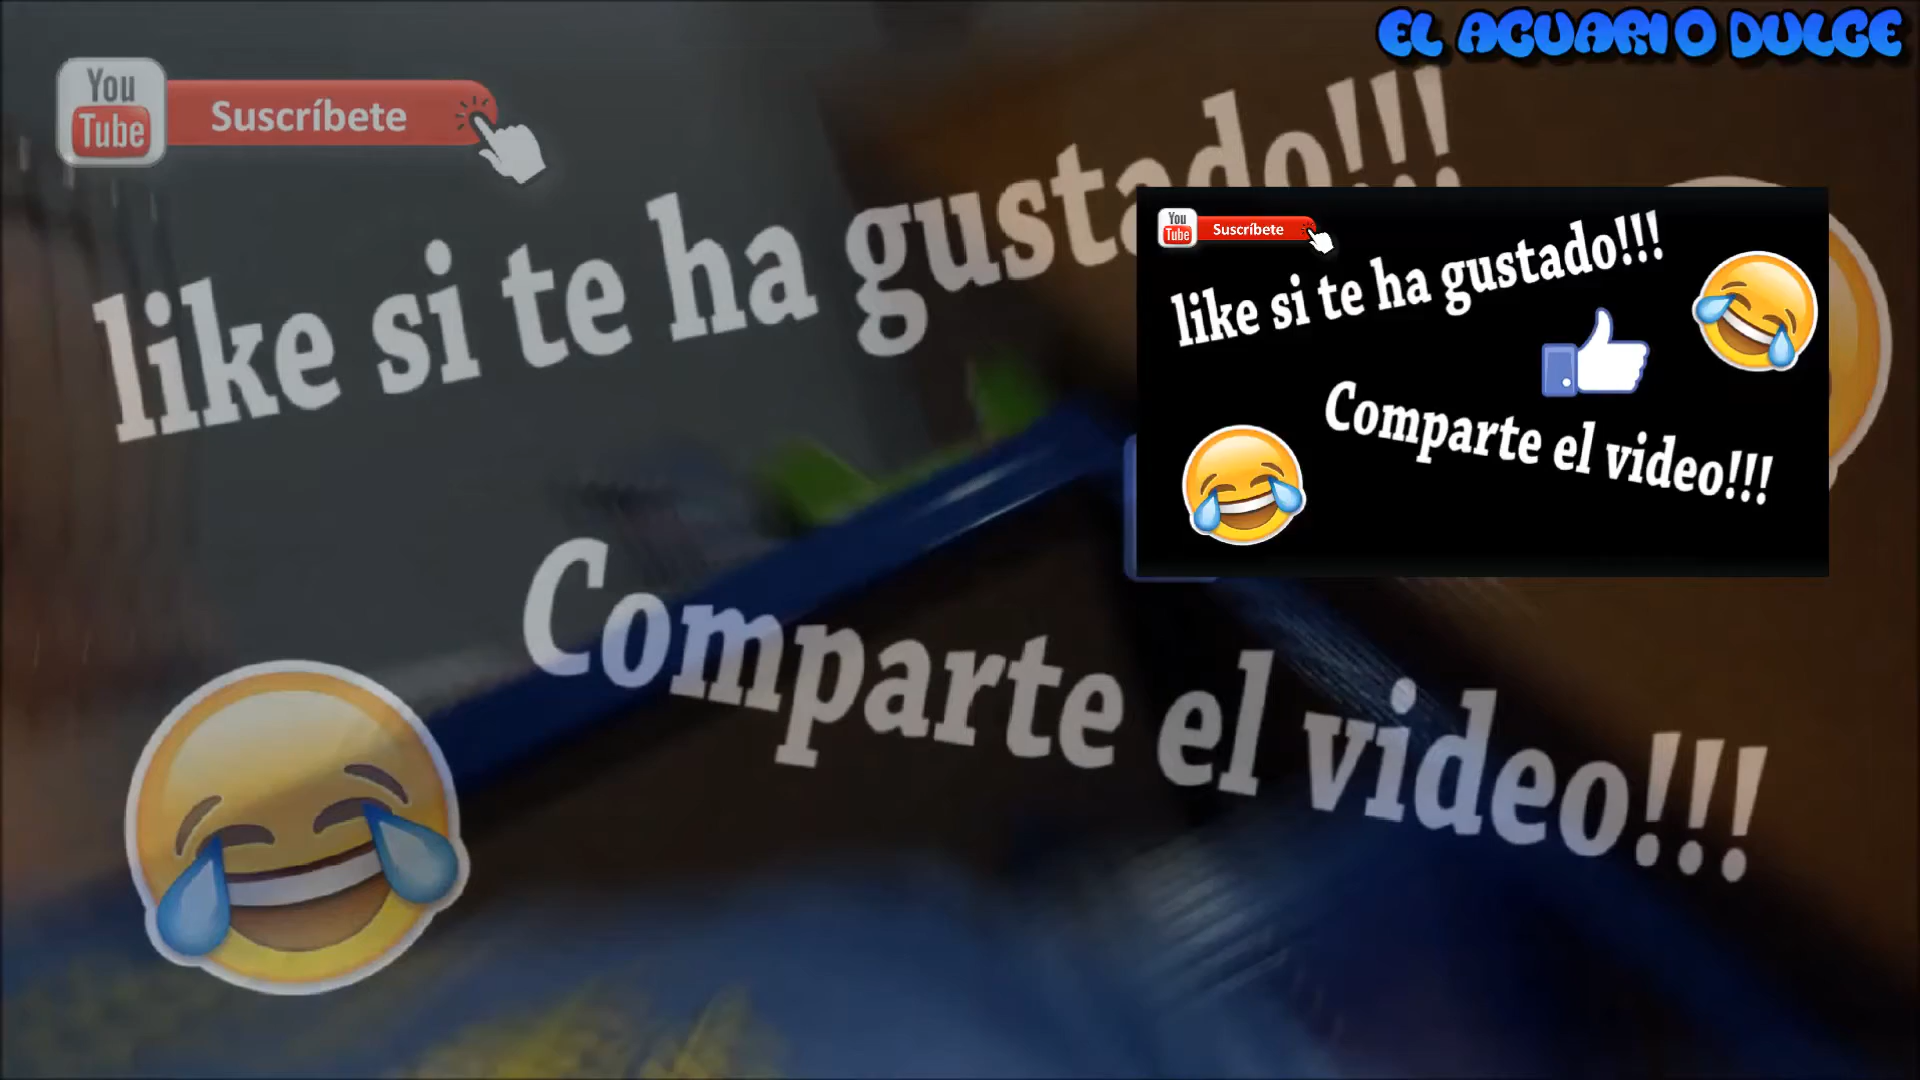 EL ACUARIO DULCE
You
Tube
Suscríbete
like si te ha gustado!!!
Comparte el video!!!
You
Tube
Suscríbete
like si te ha gustado!!!
Comparte el video!!!